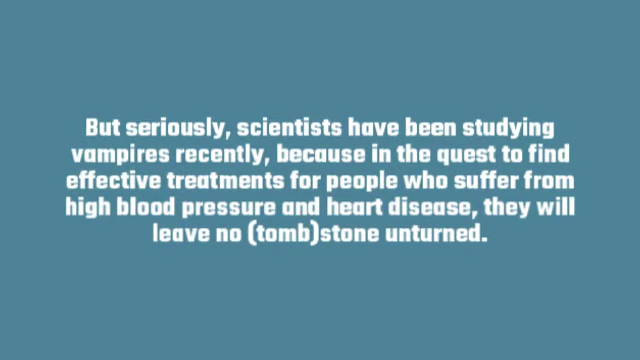 But seriously, scientists have been studying
vampires recently, because in the quest to find
effective treatments for people who suffer from
high blood pressure and heart disease, they will
leave no (tomb)stone unturned.